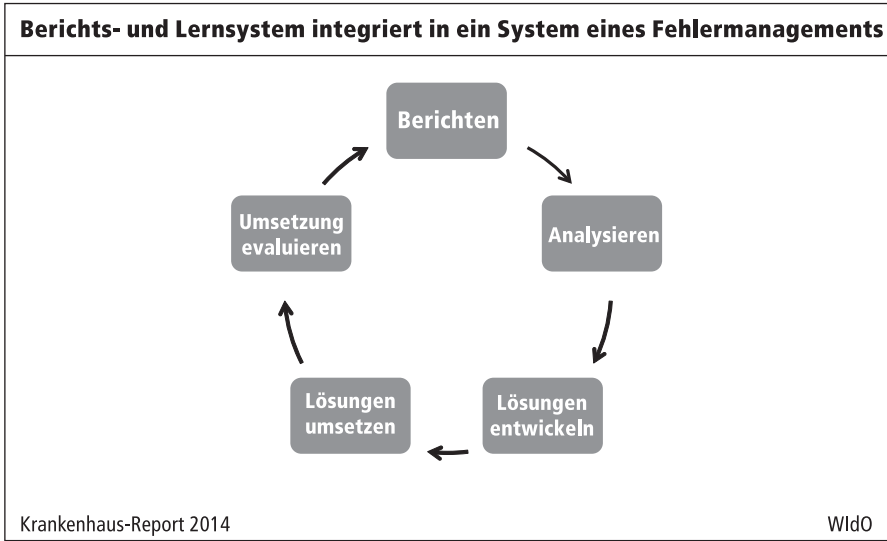 Berichts- und Lernsystem integriert in ein System eines Fehlermanagements
Berichten
Analysieren
Lösungen
entwickeln
Lösungen
umsetzen
Umsetzung
evaluieren
Krankenhaus-Report 2014
WIdO